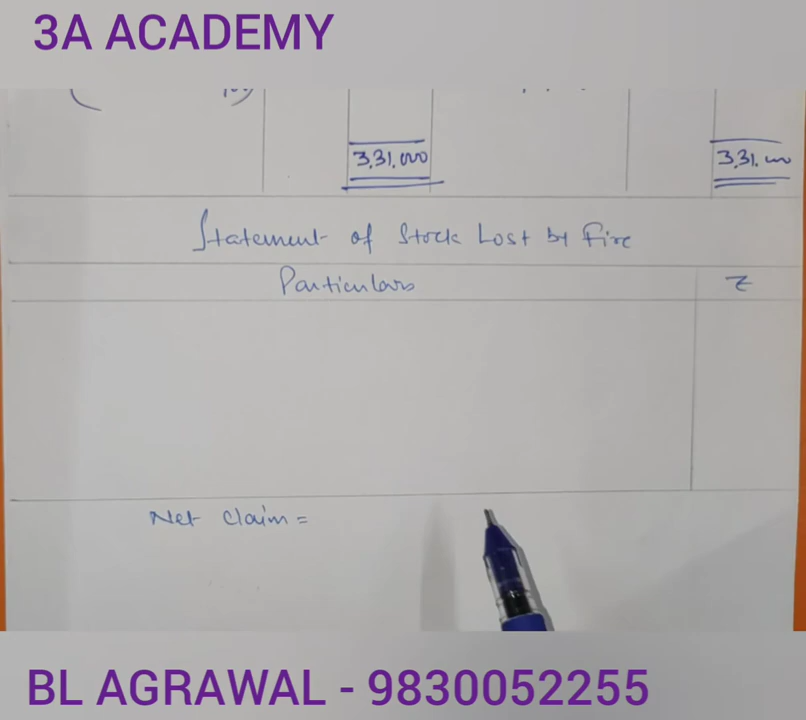 3A ACADEMY
3,31,000 3,31,000
Statement of Stock Lost by Fire
Particulars ₹
Net Claim =
BL AGRAWAL - 9830052255